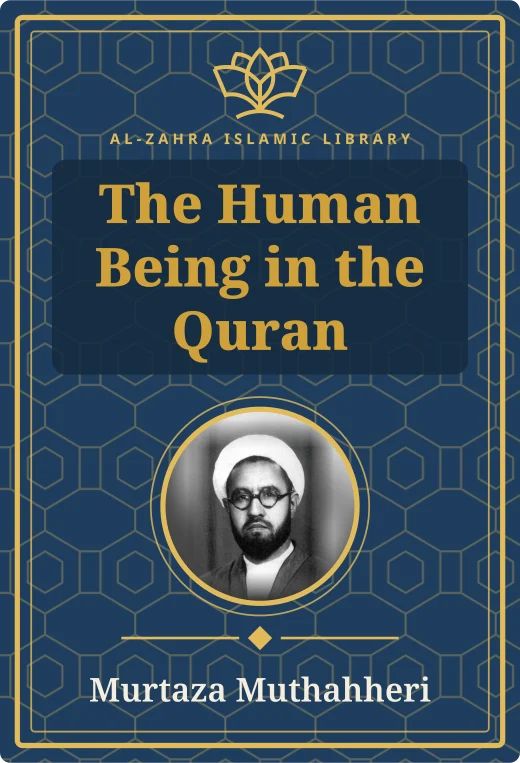 AL-ZAHRA ISLAMIC LIBRARY
The Human
Being in the
Quran
Murtaza Muthahheri